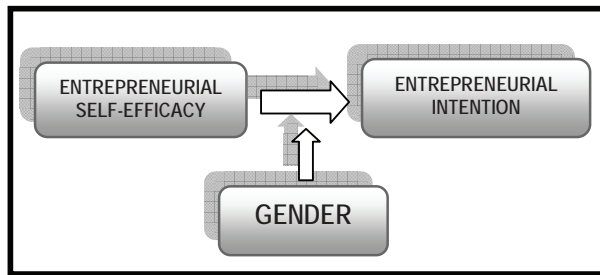 ENTREPRENEURIAL
SELF-EFFICACY
ENTREPRENEURIAL
INTENTION
GENDER